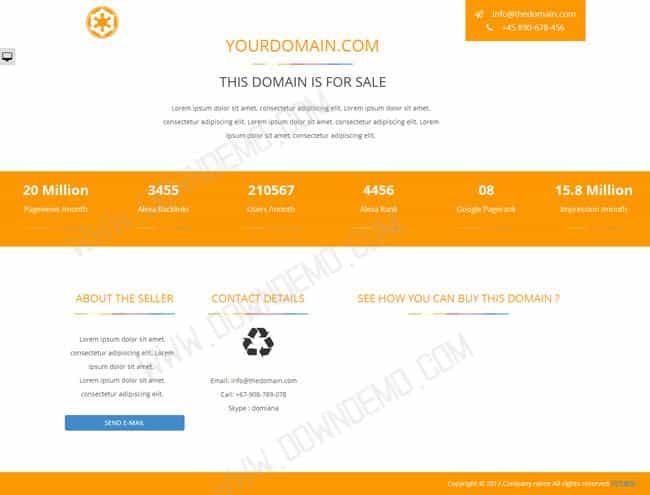 info@thedomain.com
+45.890-678-456
YOURDOMAIN.COM
THIS DOMAIN IS FOR SALE
Lorem ipsum dolor sit amet, consectetur adipiscing elit. Lorem ipsum dolor sit amet,
consectetur adipiscing elit. Lorem ipsum dolor sit amet, consectetur adipiscing elit. Lorem
ipsum dolor sit amet, consectetur adipiscing elit.
20 Million
3455
210567
4456
08
15.8 Million
Pageviews /month
Alexa Backlinks
Users /month
Alexa Rank
Google Pagerank
Impression /month
ABOUT THE SELLER
Lorem ipsum dolor sit amet,
consectetur adipiscing elit. Lorem
ipsum dolor sit amet.
Lorem ipsum dolor sit amet,
consectetur adipiscing elit.
SEND E-MAIL
CONTACT DETAILS
Email: info@thedomain.com
Call: +67-908-789-078
Skype : domiana
SEE HOW YOU CAN BUY THIS DOMAIN ?
Copyright © 2017.Company name All rights reserved.
WWW.DOWNDEMO.COM
WWW.DOWNDEMO.COM
WWW.DOWNDEMO.COM